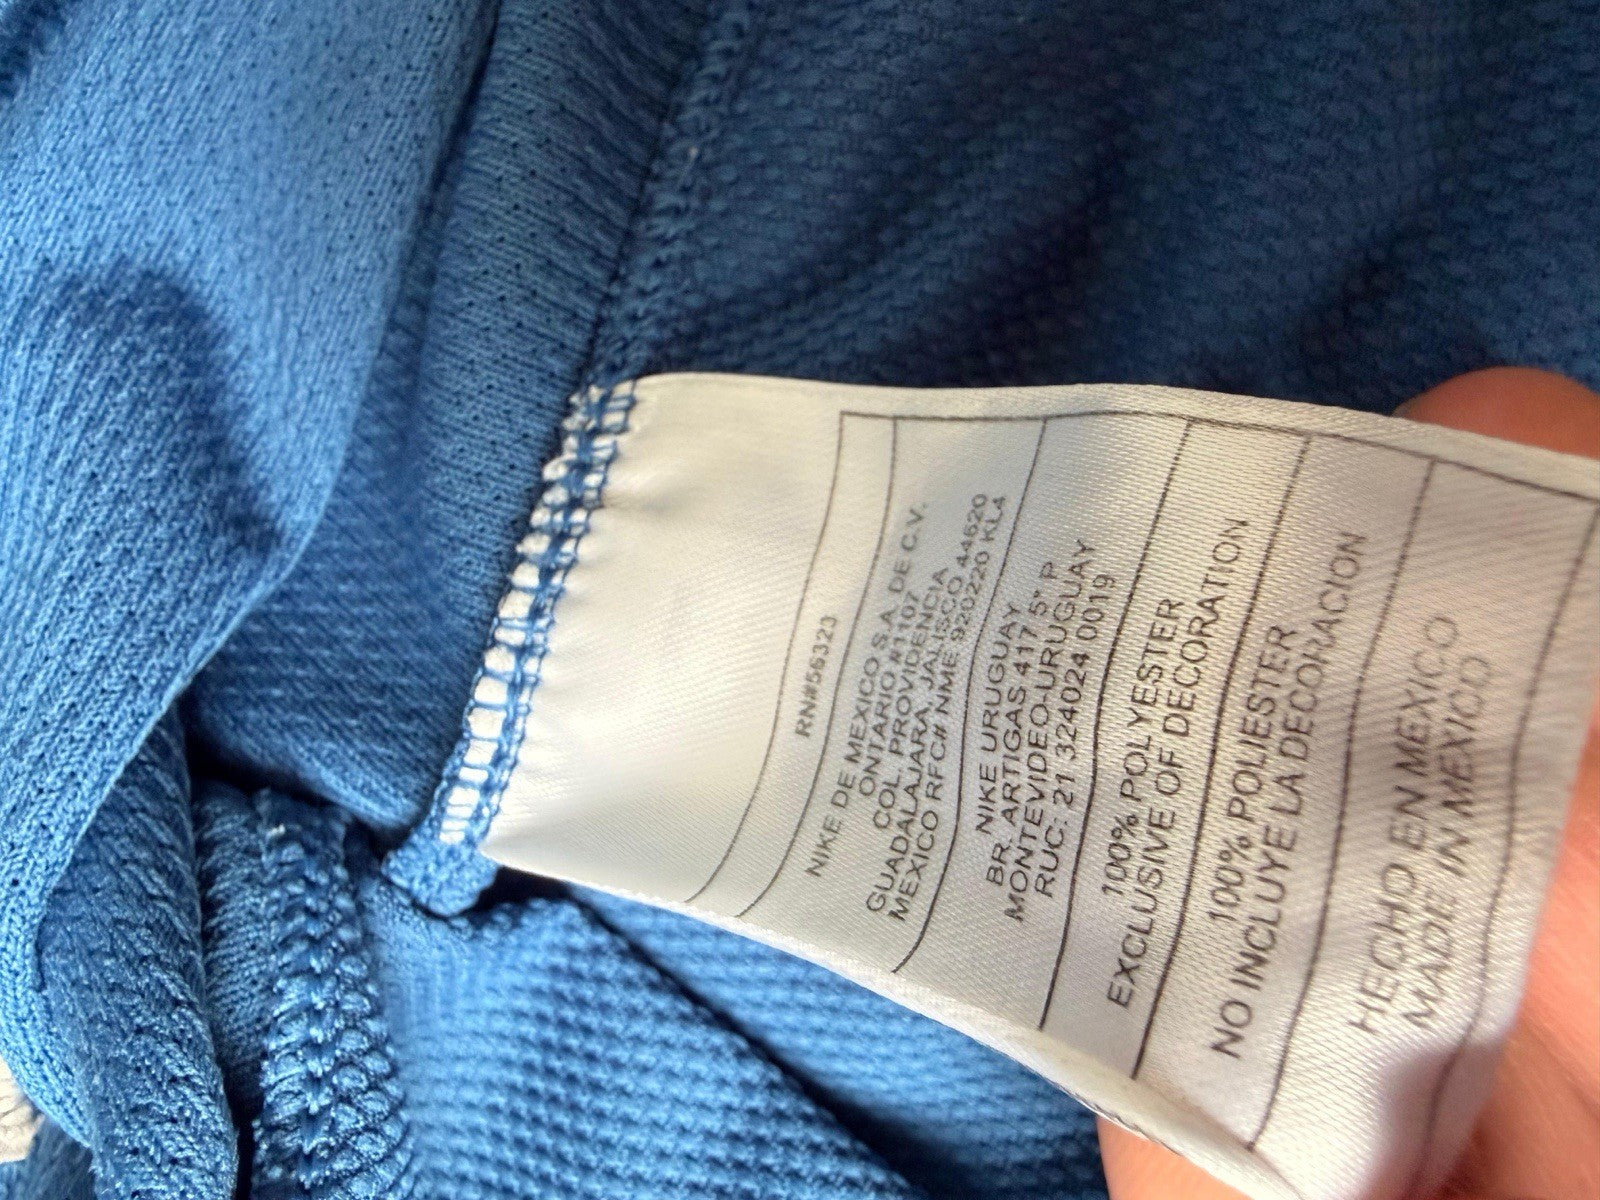 RN#56323
NIKE DE MEXICO S.A. DE C.V.
ONTARIO #1107
COL. PROVIDENCIA
GUADALAJARA, JALISCO 44620
MEXICO RFC# NME 920220 KL4
NIKE URUGUAY
BR. ARTIGAS 417 5° P
MONTEVIDEO-URUGUAY
RUC: 21 324024 0019
100% POLYESTER
EXCLUSIVE OF DECORATION
100% POLIESTER
NO INCLUYE LA DECORACION
HECHO EN MEXICO
MADE IN MEXICO